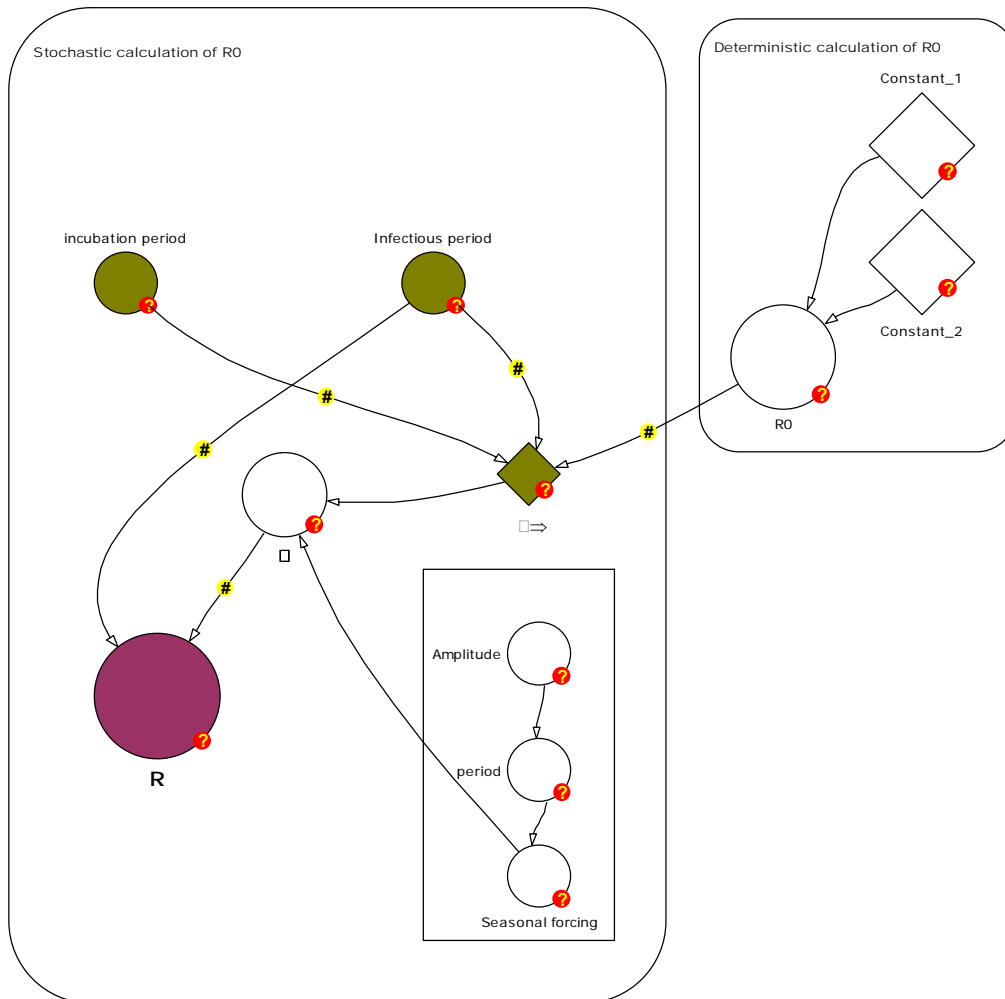 Stochastic calculation of R0
Deterministic calculation of R0
Constant_1
Constant_2
R0
incubation period
Infectious period
?
?
?
?
?
#
#
#
#
?
□⇒
?
□
#
R
?
Amplitude
?
period
?
Seasonal forcing
?